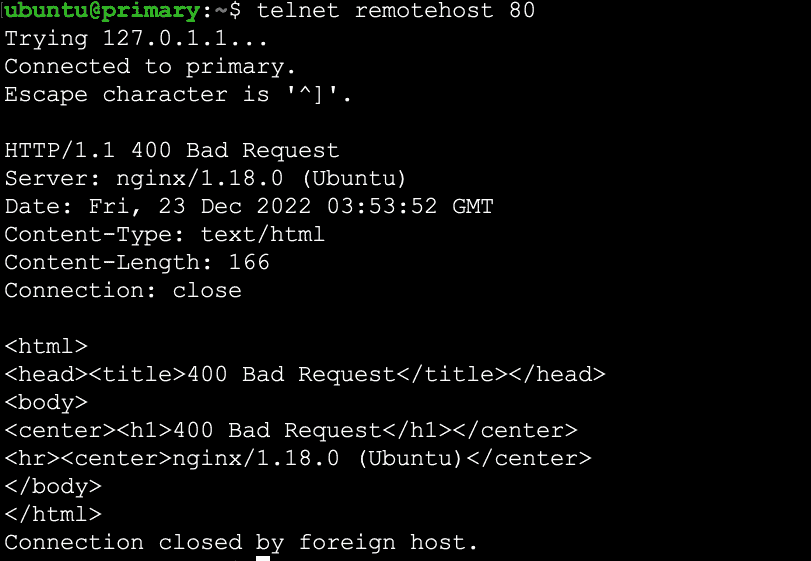 ubuntu@primary:~$ telnet remotehost 80
Trying 127.0.1.1...
Connected to primary.
Escape character is '^]'.
HTTP/1.1 400 Bad Request
Server: nginx/1.18.0 (Ubuntu)
Date: Fri, 23 Dec 2022 03:53:52 GMT
Content-Type: text/html
Content-Length: 166
Connection: close
<html>
<head><title>400 Bad Request</title></head>
<body>
<center><h1>400 Bad Request</h1></center>
<hr><center>nginx/1.18.0 (Ubuntu)</center>
</body>
</html>
Connection closed by foreign host.